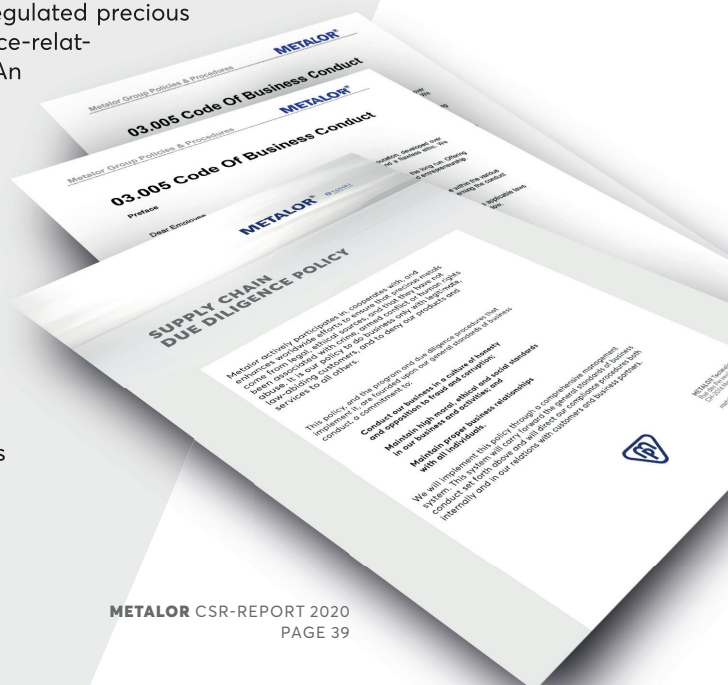 egulated precious
ce-relat-
An
METALOR
Metalor Group Policies & Procedures
03.005 Code Of Business Conduct
METALOR
Metalor Group Policies & Procedures
03.005 Code Of Business Conduct
Preface
Dear Employee
METALOR
SUPPLY CHAIN
DUE DILIGENCE POLICY
Metalor actively participates in, cooperates with, and
enhances worldwide efforts to ensure that precious metals
come from legal, ethical sources, and that they have not
been associated with crime, armed conflict or human rights
abuse. It is our policy to do business only with legitimate,
law-abiding customers, and to deny our products and
services to all others.
This policy, and the program and due diligence procedures that
implement it, are founded upon our general standards of business
conduct a commitment to:
Conduct our business in a culture of honesty
and opposition to fraud and corruption;
Maintain high moral, ethical and social standards
in our business and activities; and
Maintain proper business relationships
with all individuals.
We will implement this policy through a comprehensive management
system. This system will carry forward the general standards of business
conduct set forth above and will direct our compliance procedures both
internally and in our relations with customers and business partners.
s
METALOR CSR-REPORT 2020
PAGE 39